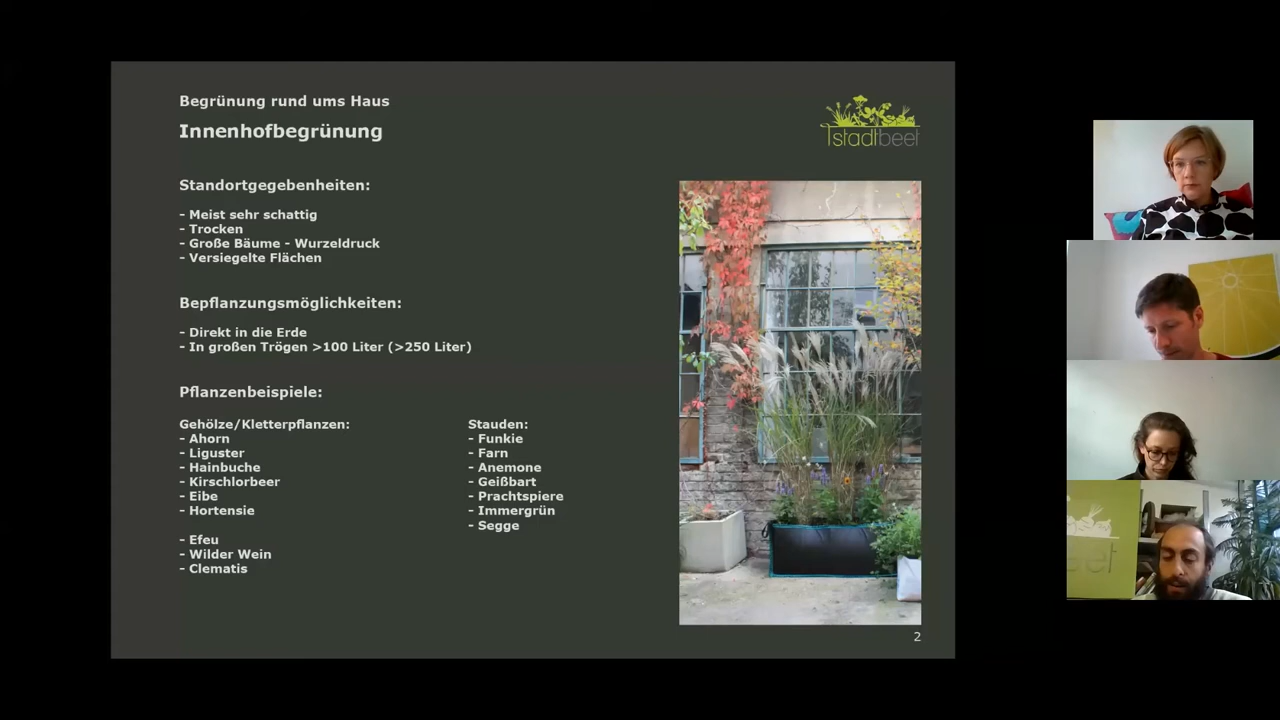 Begrünung rund ums Haus
Innenhofbegrünung
stadtbeet
Standortgegebenheiten:
- Meist sehr schattig
- Trocken
- Große Bäume - Wurzeldruck
- Versiegelte Flächen
Bepflanzungsmöglichkeiten:
- Direkt in die Erde
- In großen Trögen >100 Liter (>250 Liter)
Pflanzenbeispiele:
Gehölze/Kletterpflanzen:
- Ahorn
- Liguster
- Hainbuche
- Kirschlorbeer
- Eibe
- Hortensie
- Efeu
- Wilder Wein
- Clematis
Stauden:
- Funkie
- Farn
- Anemone
- Geißbart
- Prachtspiere
- Immergrün
- Segge
2
eet